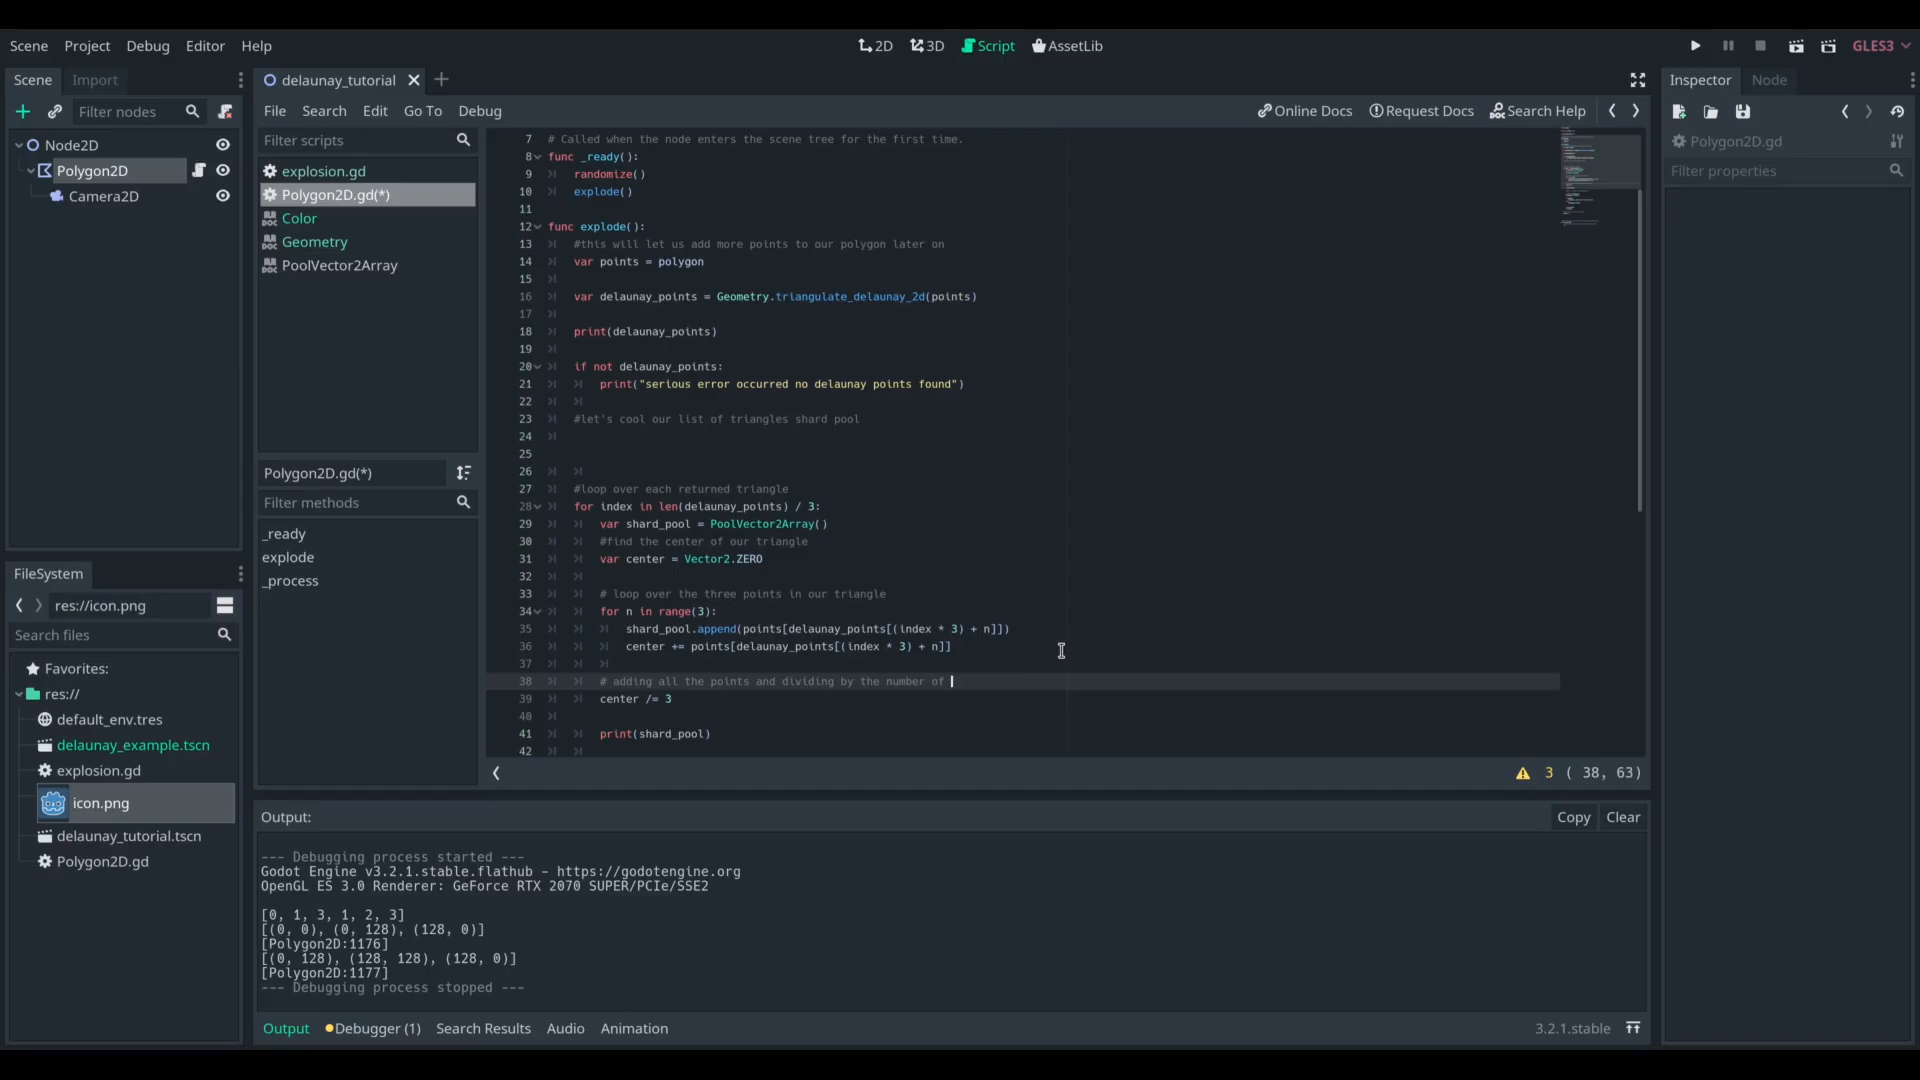 Scene Project Debug Editor Help
2D 3D Script AssetLib
GLES3
Scene Import
Filter nodes
Node2D
Polygon2D
Camera2D
FileSystem
res://icon.png
Search files
Favorites:
res://
default_env.tres
delaunay_example.tscn
explosion.gd
icon.png
delaunay_tutorial.tscn
Polygon2D.gd
delaunay_tutorial
File Search Edit Go To Debug
Online Docs Request Docs Search Help
Filter scripts
explosion.gd
Polygon2D.gd(*)
Color
Geometry
PoolVector2Array
Polygon2D.gd(*)
Filter methods
_ready
explode
_process
7 # Called when the node enters the scene tree for the first time.
8 func _ready():
9 randomize()
10 explode()
11
12 func explode():
13 #this will let us add more points to our polygon later on
14 var points = polygon
15
16 var delaunay_points = Geometry.triangulate_delaunay_2d(points)
17
18 print(delaunay_points)
19
20 if not delaunay_points:
21 print("serious error occurred no delaunay points found")
22
23 #let's cool our list of triangles shard pool
24
25
26
27 #loop over each returned triangle
28 for index in len(delaunay_points) / 3:
29 var shard_pool = PoolVector2Array()
30 #find the center of our triangle
31 var center = Vector2.ZERO
32
33 # loop over the three points in our triangle
34 for n in range(3):
35 shard_pool.append(points[delaunay_points[(index * 3) + n]])
36 center += points[delaunay_points[(index * 3) + n]]
37
38 # adding all the points and dividing by the number of
39 center /= 3
40
41 print(shard_pool)
42
3 ( 38, 63)
Output:
Copy Clear
--- Debugging process started ---
Godot Engine v3.2.1.stable.flathub - https://godotengine.org
OpenGL ES 3.0 Renderer: GeForce RTX 2070 SUPER/PCIe/SSE2
[0, 1, 3, 1, 2, 3]
[(0, 0), (0, 128), (128, 0)]
[Polygon2D:1176]
[(0, 128), (128, 128), (128, 0)]
[Polygon2D:1177]
--- Debugging process stopped ---
Output Debugger (1) Search Results Audio Animation
3.2.1.stable
Inspector Node
Polygon2D.gd
Filter properties